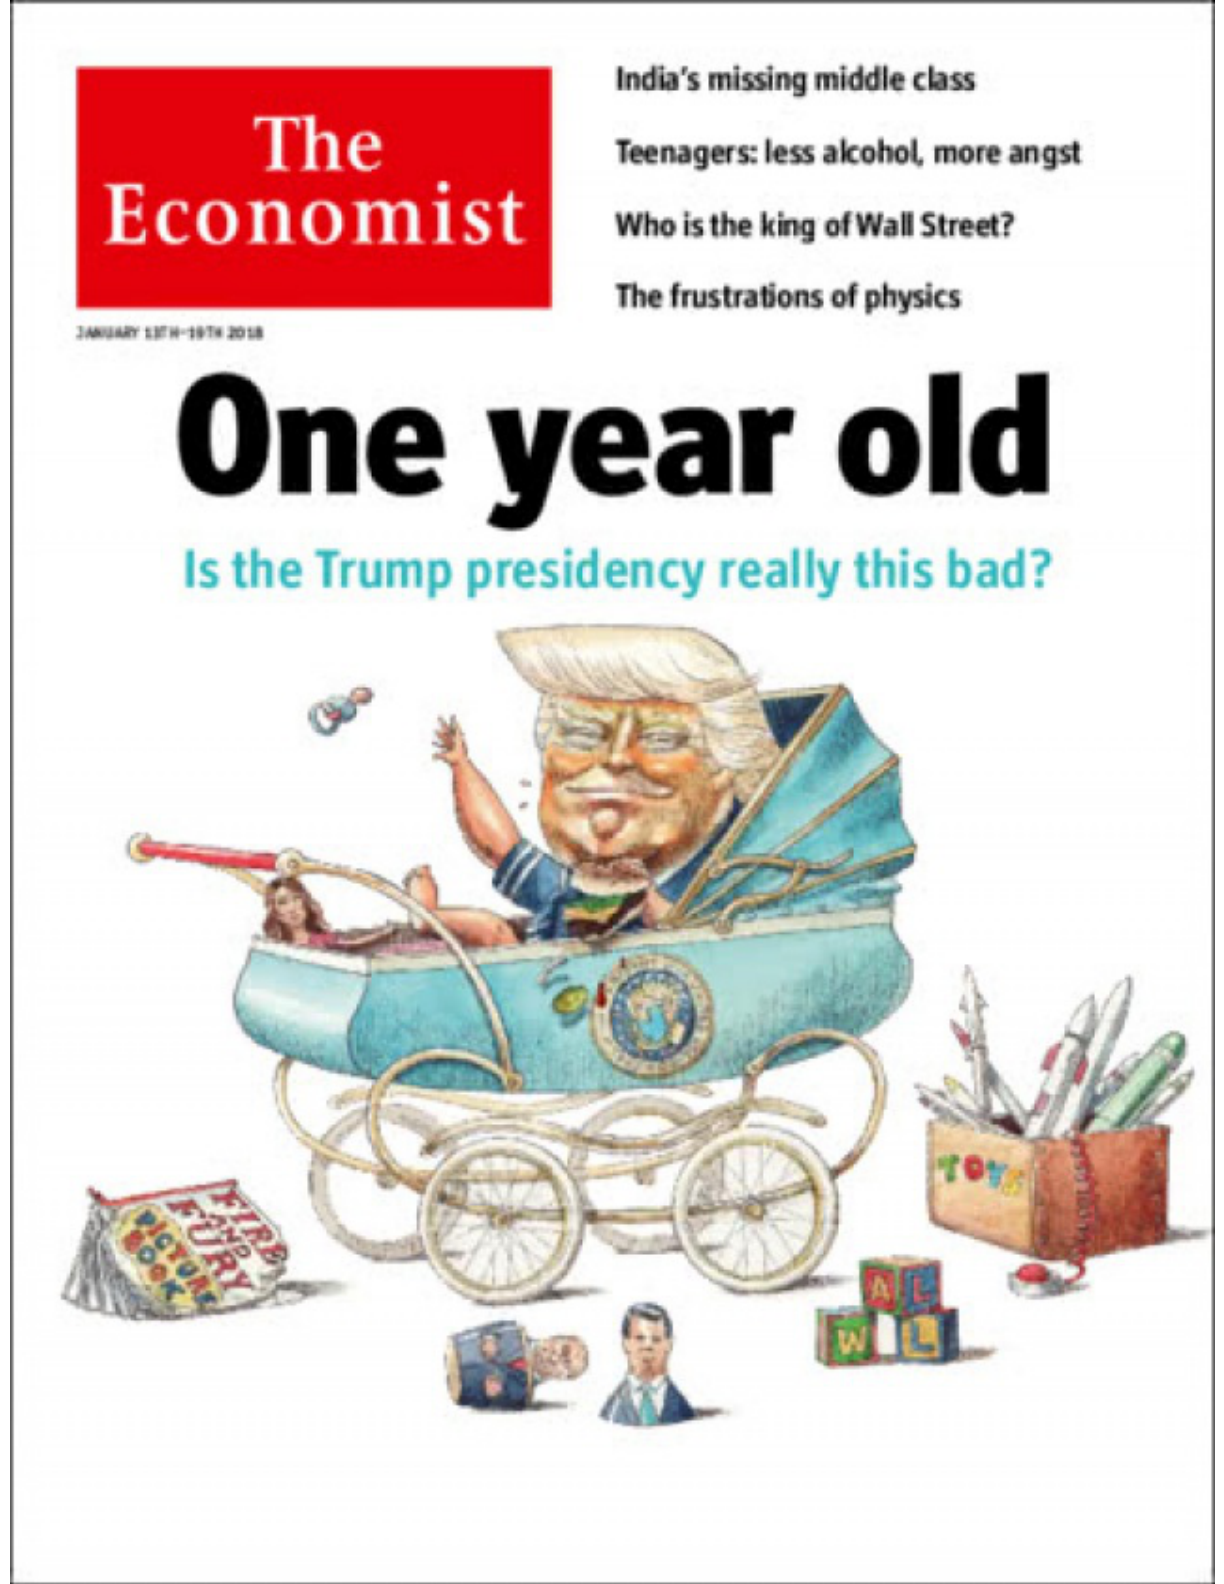 The
Economist
JANUARY 13TH–19TH 2018
India's missing middle class
Teenagers: less alcohol, more angst
Who is the king of Wall Street?
The frustrations of physics
One year old
Is the Trump presidency really this bad?
TOYS
FIRE
AND
FURY
PICTURE
BOOK
A L
W L